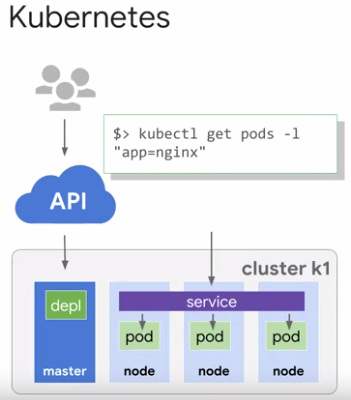 Kubernetes
$> kubectl get pods -l
"app=nginx"
API
cluster k1
service
depl
pod
pod
pod
master
node
node
node